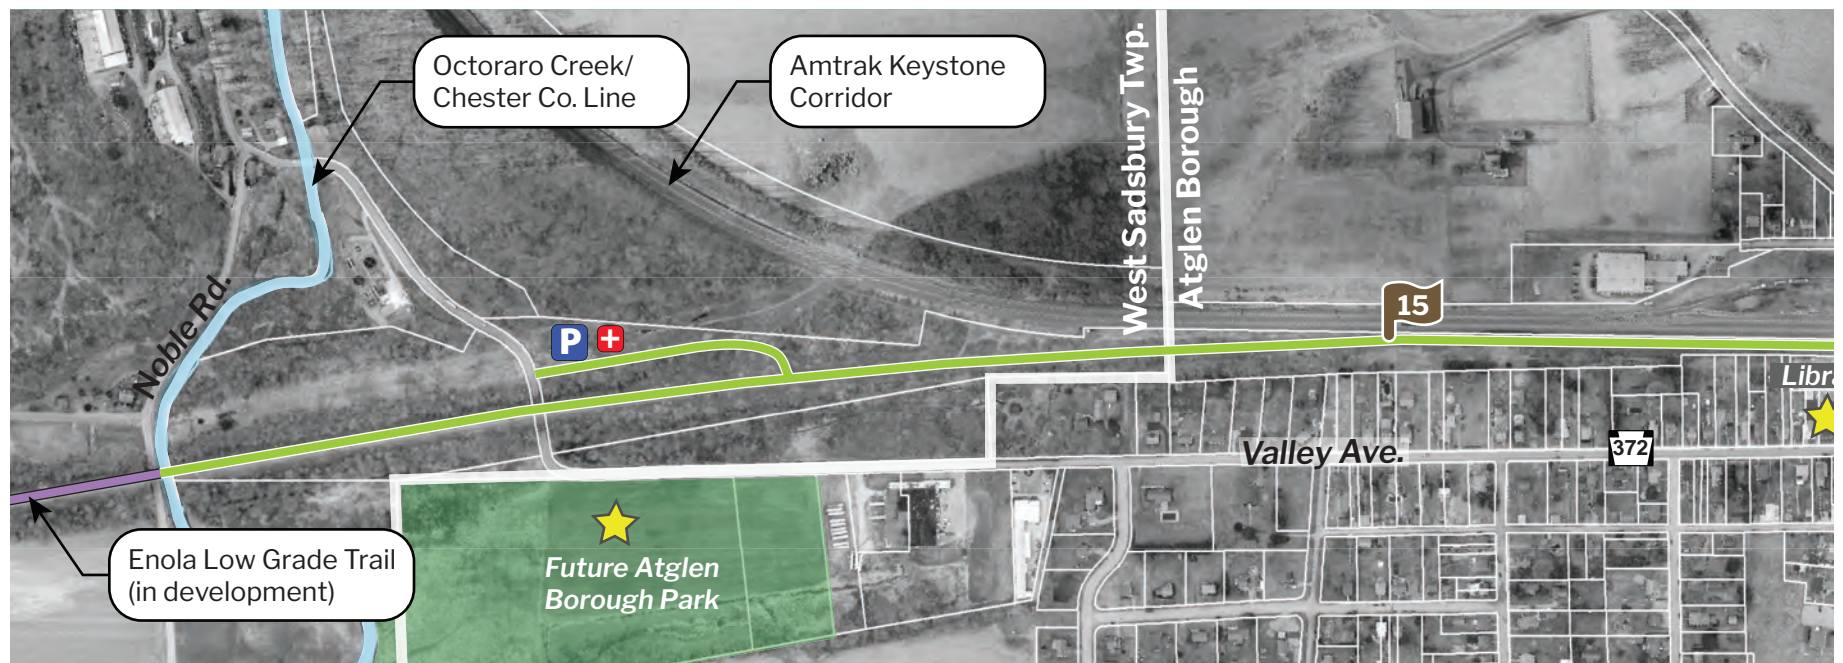 Octoraro Creek/
Chester Co. Line
Amtrak Keystone
Corridor
West Sadsbury Twp.
Atglen Borough
Noble Rd.
P
15
Valley Ave.
372
Enola Low Grade Trail
(in development)
Future Atglen
Borough Park